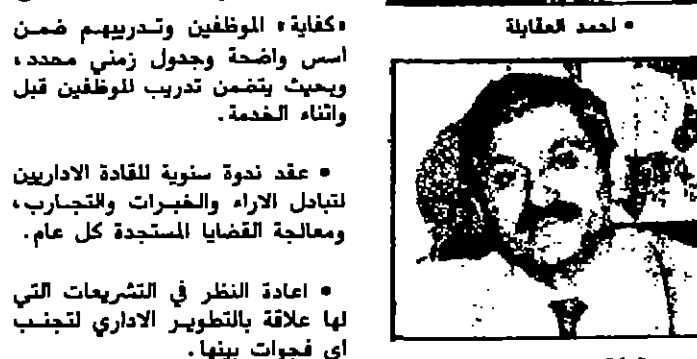 • احمد العقايلة
«كفاية» الموظفين وتدريبهم ضمن
اسس واضحة وجدول زمني محدد،
وبحيث يتضمن تدريب الموظفين قبل
واثناء الخدمة.
• عقد ندوة سنوية للقادة الاداريين
لتبادل الاراء والخبرات والتجارب،
ومعالجة القضايا المستجدة كل عام.
• اعادة النظر في التشريعات التي
لها علاقة بالتطوير الاداري لتجنب
اي فجوات بينها.